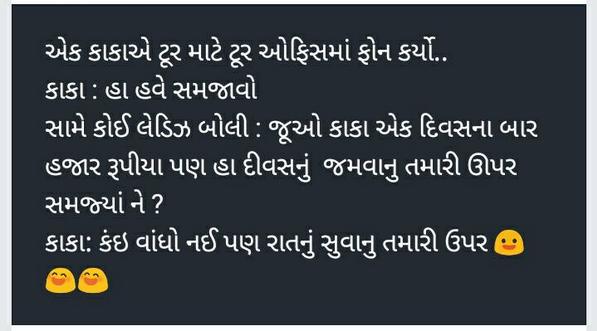 એક કાકાએ ટૂર માટે ટૂર ઓફિસમાં ફોન કર્યો..
કાકા : હા હવે સમજાવો
સામે કોઈ લેડિઝ બોલી : જૂઓ કાકા એક દિવસના બાર
હજાર રૂપીયા પણ હા દીવસનું  જમવાનુ તમારી ઊપર
સમજ્યાં ને ?
કાકા: કંઇ વાંધો નઈ પણ રાતનું સુવાનુ તમારી ઉપર 😃
😄😄